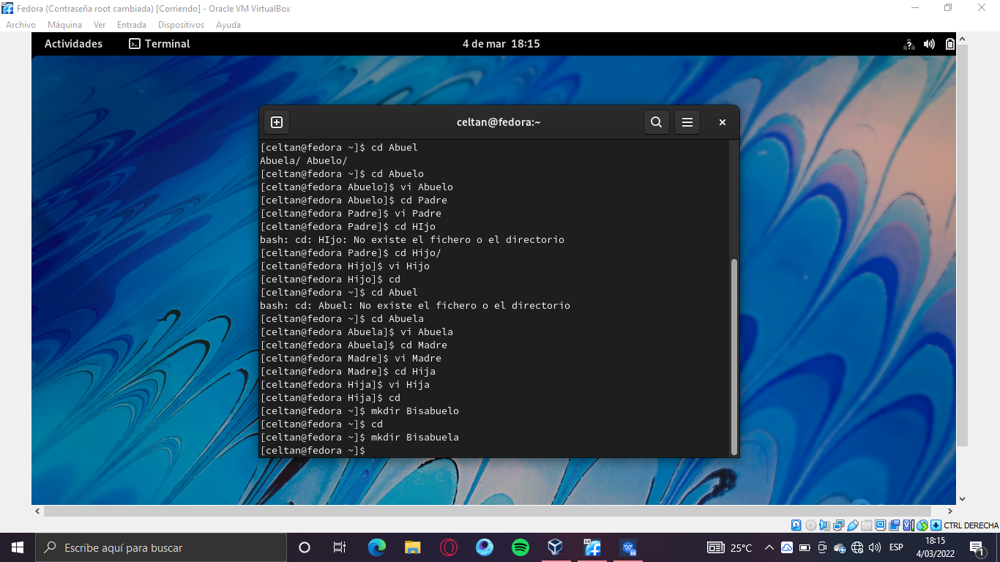 Fedora (Contraseña root cambiada) [Corriendo] - Oracle VM VirtualBox
Archivo Máquina Ver Entrada Dispositivos Ayuda
Actividades Terminal 4 de mar 18:15
celtan@fedora:~
[celtan@fedora ~]$ cd Abuel
Abuela/ Abuelo/
[celtan@fedora ~]$ cd Abuelo
[celtan@fedora Abuelo]$ vi Abuelo
[celtan@fedora Abuelo]$ cd Padre
[celtan@fedora Padre]$ vi Padre
[celtan@fedora Padre]$ cd HIjo
bash: cd: HIjo: No existe el fichero o el directorio
[celtan@fedora Padre]$ cd Hijo/
[celtan@fedora Hijo]$ vi Hijo
[celtan@fedora Hijo]$ cd
[celtan@fedora ~]$ cd Abuel
bash: cd: Abuel: No existe el fichero o el directorio
[celtan@fedora ~]$ cd Abuela
[celtan@fedora Abuela]$ vi Abuela
[celtan@fedora Abuela]$ cd Madre
[celtan@fedora Madre]$ vi Madre
[celtan@fedora Madre]$ cd Hija
[celtan@fedora Hija]$ vi Hija
[celtan@fedora Hija]$ cd
[celtan@fedora ~]$ mkdir Bisabuelo
[celtan@fedora ~]$ cd
[celtan@fedora ~]$ mkdir Bisabuela
[celtan@fedora ~]$
CTRL DERECHA
Escribe aquí para buscar 25°C ESP 18:15
4/03/2022 1